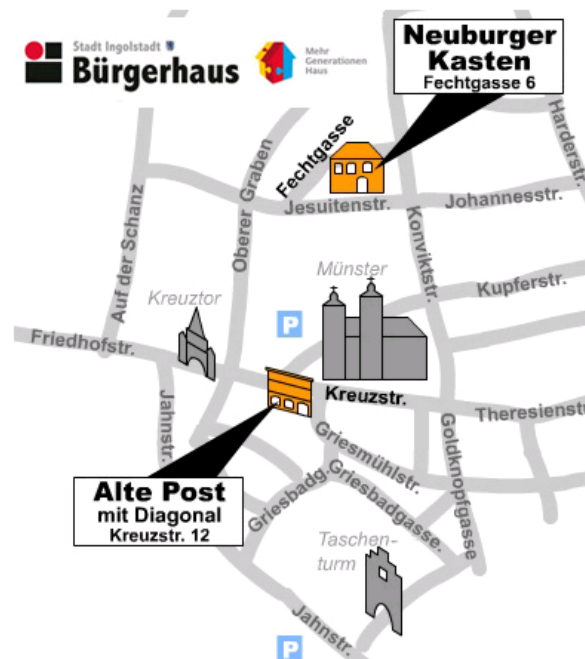 Stadt Ingolstadt
Bürgerhaus
Mehr
Generationen
Haus
Neuburger
Kasten
Fechtgasse 6
Harderstr.
Fechtgasse
Oberer Graben
Auf der Schanz
Jesuitenstr.
Johannesstr.
Konviktstr.
Münster
Kreuztor
Kupferstr.
P
Friedhofstr.
Jahnstr.
Kreuzstr.
Theresienst
Goldknopfgasse
Griesmühlstr.
Griesbadg.
Griesbadgasse.
Alte Post
mit Diagonal
Kreuzstr. 12
Taschen-
turm
Jahnstr.
P